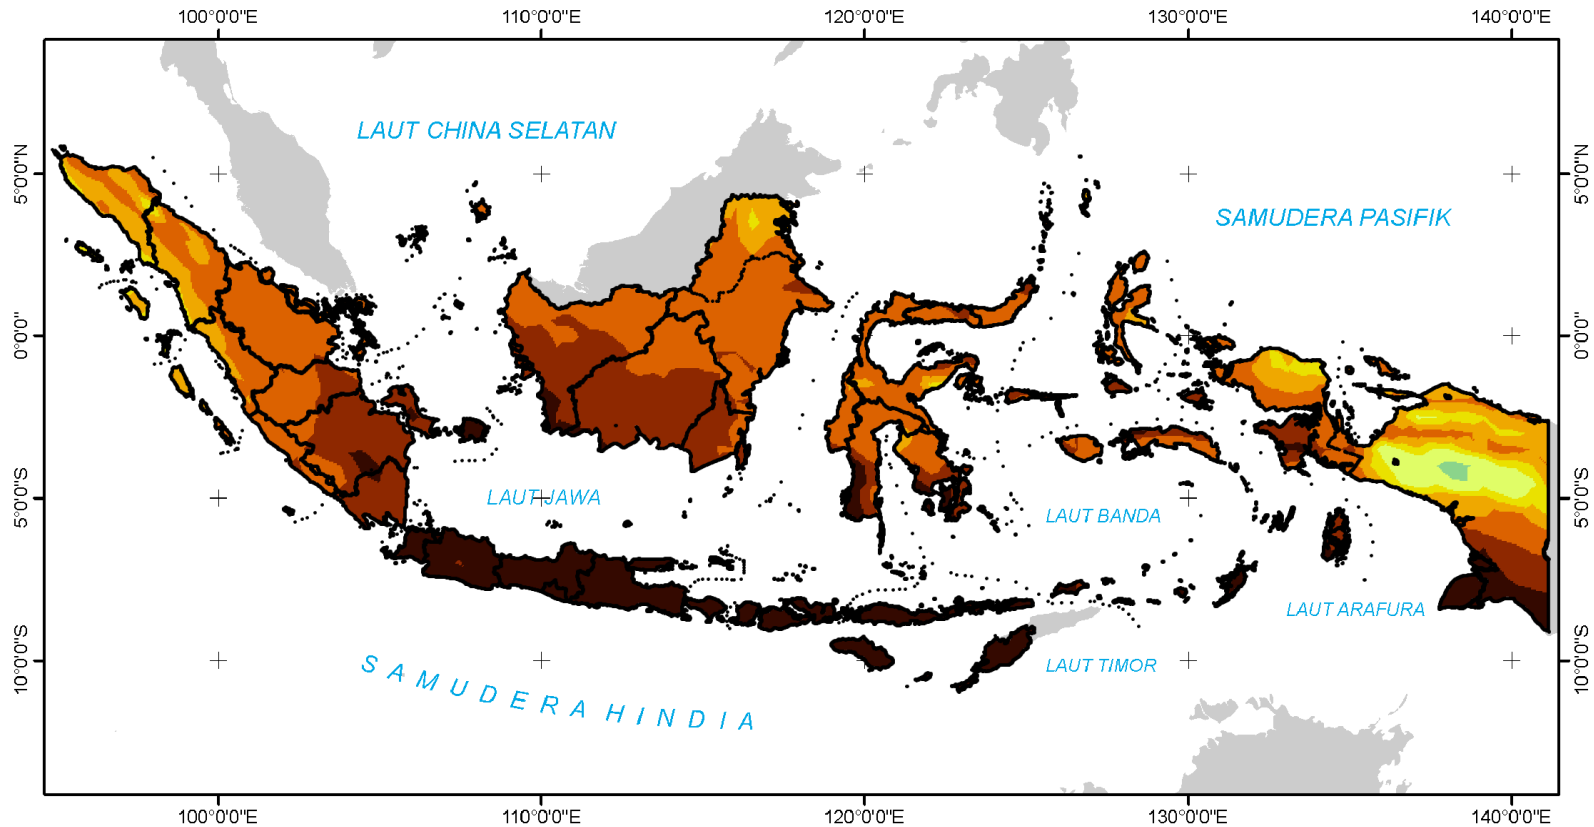 100°0'0"E 110°0'0"E 120°0'0"E 130°0'0"E 140°0'0"E
LAUT CHINA SELATAN
5°0'0"N 5°0'0"N
SAMUDERA PASIFIK
0°0'0" 0°0'0"
LAUT JAWA
5°0'0"S 5°0'0"S
LAUT BANDA
LAUT ARAFURA
10°0'0"S 10°0'0"S
LAUT TIMOR
SAMUDERA HINDIA
100°0'0"E 110°0'0"E 120°0'0"E 130°0'0"E 140°0'0"E